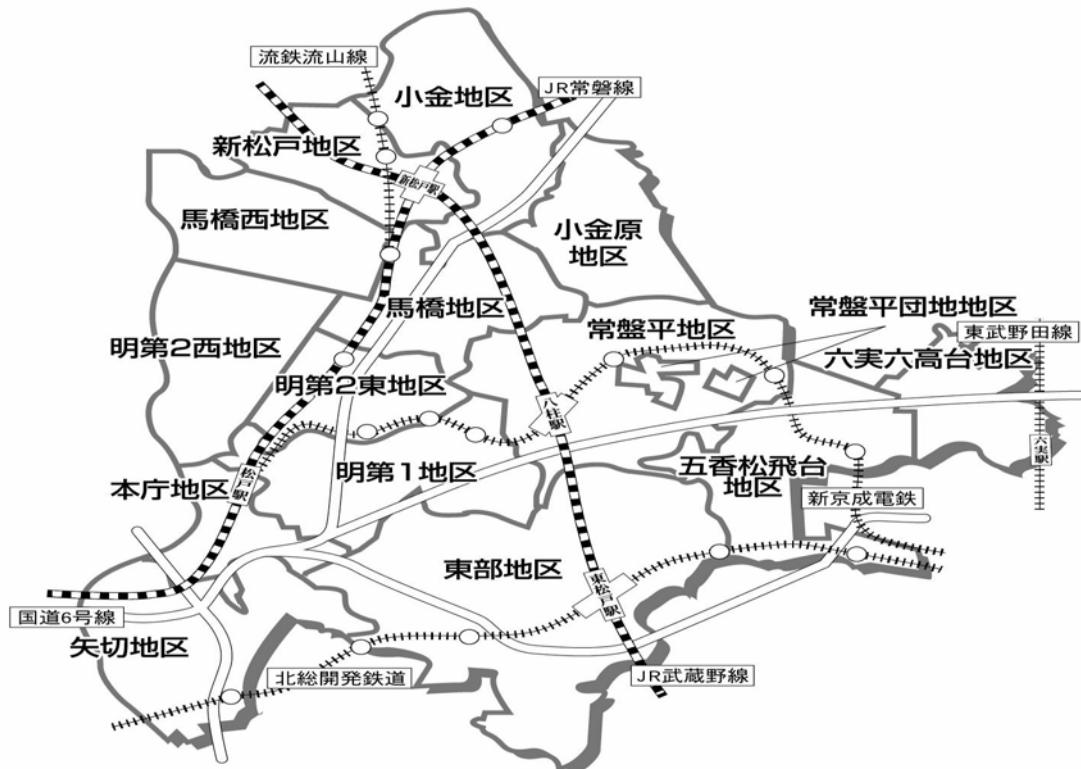 流鉄流山線
小金地区
JR常磐線
新松戸地区
新松戸駅
馬橋西地区
小金原
地区
馬橋地区
常盤平団地地区
常盤平地区
東武野田線
明第2西地区
六実六高台地区
明第2東地区
八柱駅
六実駅
松戸駅
本庁地区
明第1地区
五香松飛台
地区
新京成電鉄
東部地区
東松戸駅
国道6号線
矢切地区
北総開発鉄道
JR武蔵野線